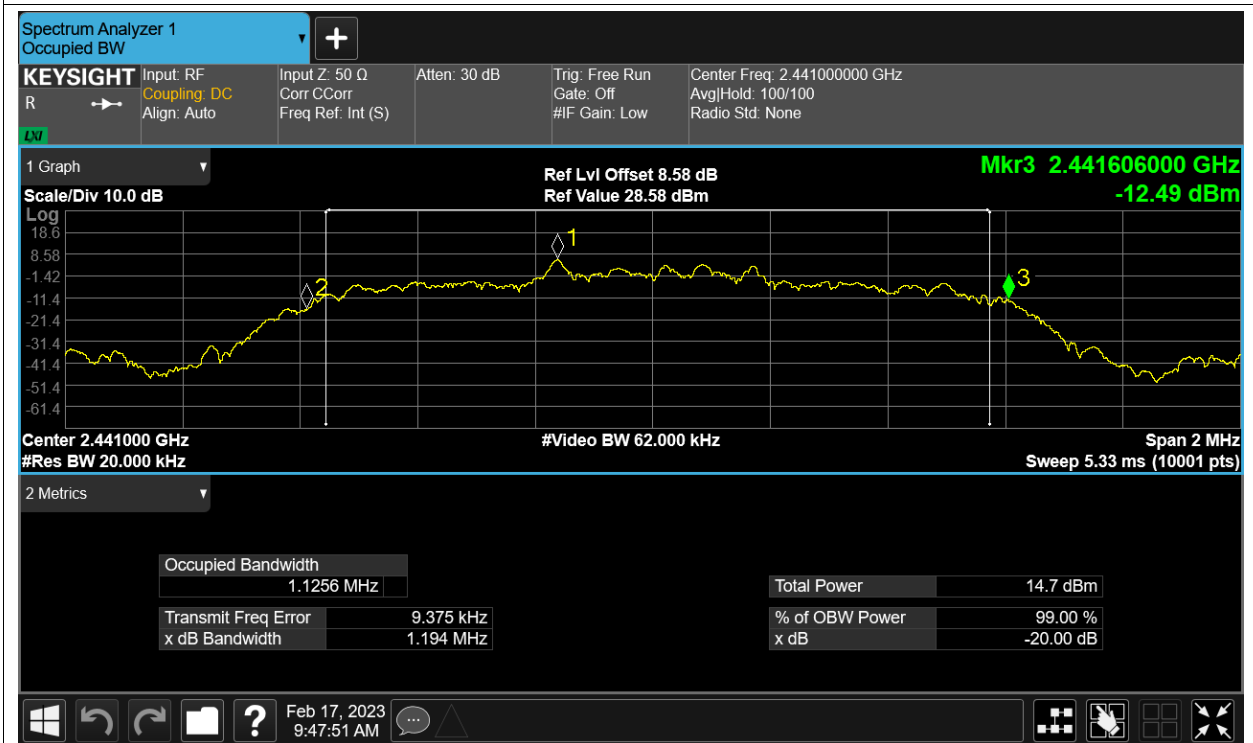 Spectrum Analyzer 1
Occupied BW
KEYSIGHT
R
LXI
Input: RF
Coupling: DC
Align: Auto
Input Z: 50 Ω
Corr CCorr
Freq Ref: Int (S)
Atten: 30 dB
Trig: Free Run
Gate: Off
#IF Gain: Low
Center Freq: 2.441000000 GHz
Avg|Hold: 100/100
Radio Std: None
1 Graph
Scale/Div 10.0 dB
Ref Lvl Offset 8.58 dB
Ref Value 28.58 dBm
Mkr3 2.441606000 GHz
-12.49 dBm
Log
18.6
8.58
-1.42
-11.4
-21.4
-31.4
-41.4
-51.4
-61.4
1
2
3
Center 2.441000 GHz
#Res BW 20.000 kHz
#Video BW 62.000 kHz
Span 2 MHz
Sweep 5.33 ms (10001 pts)
2 Metrics
Occupied Bandwidth
1.1256 MHz
Transmit Freq Error 9.375 kHz
x dB Bandwidth 1.194 MHz
Total Power 14.7 dBm
% of OBW Power 99.00 %
x dB -20.00 dB
?
Feb 17, 2023
9:47:51 AM